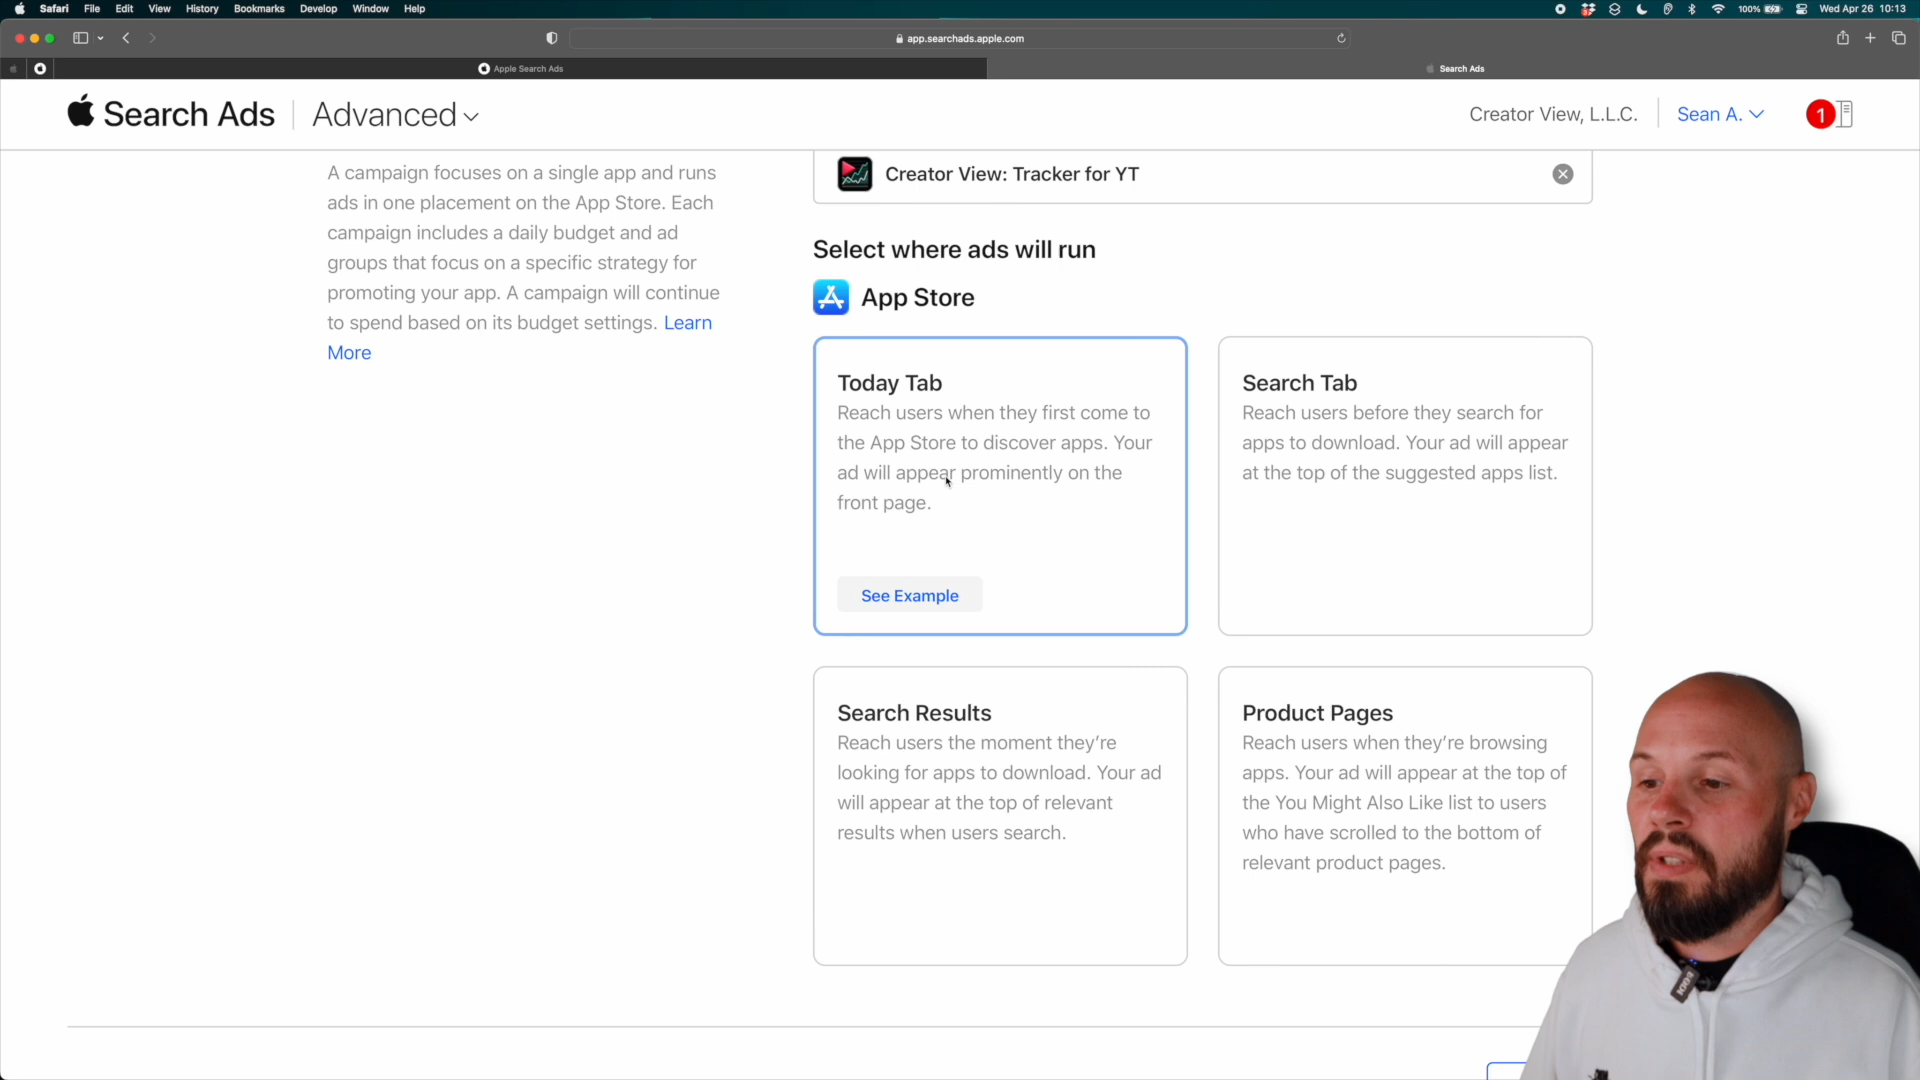 Safari File Edit View History Bookmarks Develop Window Help
100% Wed Apr 26 10:13
app.searchads.apple.com
Apple Search Ads
Search Ads
Search Ads Advanced
Creator View, L.L.C. Sean A. 1
A campaign focuses on a single app and runs
ads in one placement on the App Store. Each
campaign includes a daily budget and ad
groups that focus on a specific strategy for
promoting your app. A campaign will continue
to spend based on its budget settings. Learn
More
Creator View: Tracker for YT
Select where ads will run
App Store
Today Tab
Reach users when they first come to
the App Store to discover apps. Your
ad will appear prominently on the
front page.
See Example
Search Tab
Reach users before they search for
apps to download. Your ad will appear
at the top of the suggested apps list.
Search Results
Reach users the moment they’re
looking for apps to download. Your ad
will appear at the top of relevant
results when users search.
Product Pages
Reach users when they’re browsing
apps. Your ad will appear at the top of
the You Might Also Like list to users
who have scrolled to the bottom of
relevant product pages.